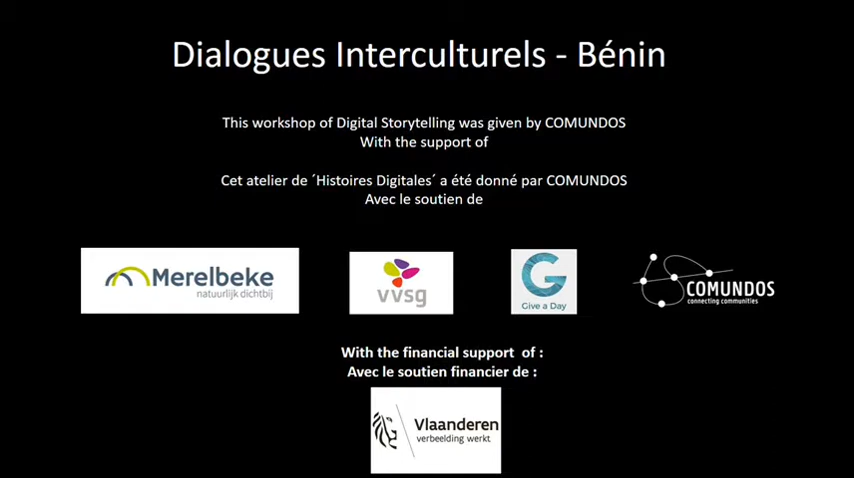 Dialogues Interculturels - Bénin
This workshop of Digital Storytelling was given by COMUNDOS
With the support of
Cet atelier de ´Histoires Digitales´ a été donné par COMUNDOS
Avec le soutien de
Merelbeke
natuurlijk dichtbij
vvsg
G
Give a Day
COMUNDOS
connecting communities
With the financial support of :
Avec le soutien financier de :
Vlaanderen
verbeelding werkt